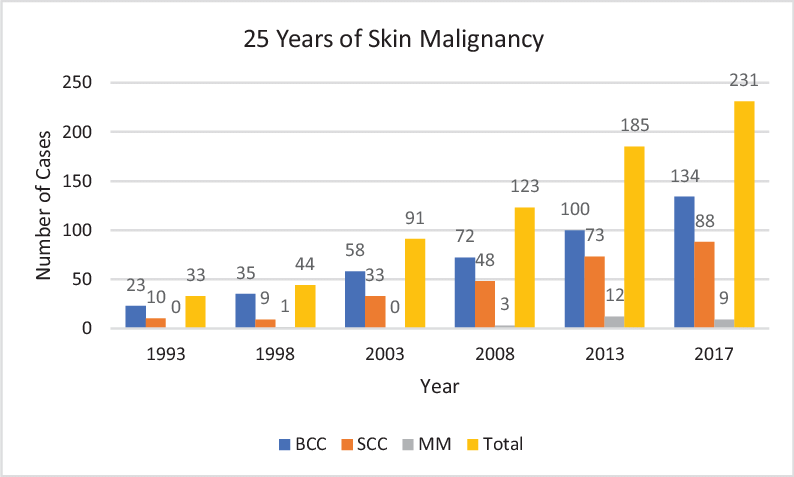 25 Years of Skin Malignancy
Number of Cases
250
200
150
100
50
0
23 10 0 33
35 9 1 44
58 33 0 91
72 48 3 123
100 73 12 185
134 88 9 231
1993 1998 2003 2008 2013 2017
Year
BCC SCC MM Total